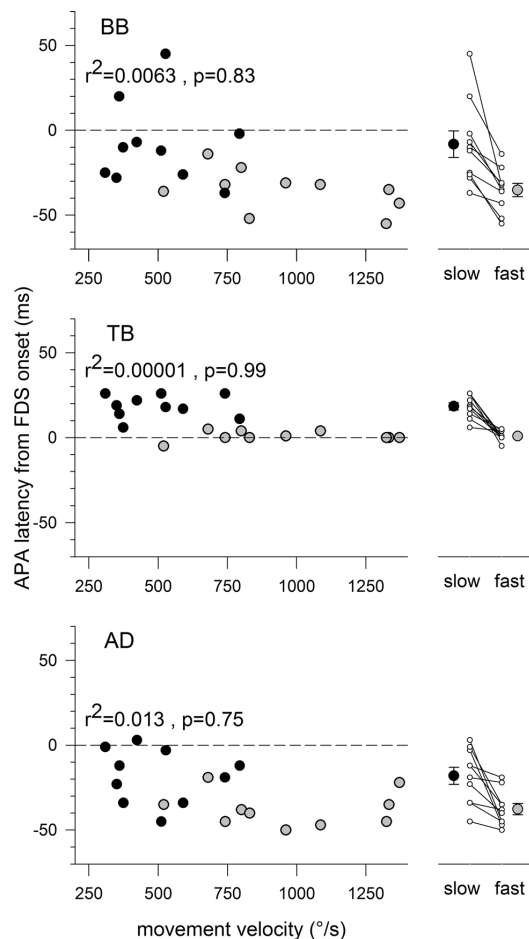 BB
r²=0.0063 , p=0.83
50
0
-50
250 500 750 1000 1250
slow fast
APA latency from FDS onset (ms)
TB
r²=0.00001 , p=0.99
50
0
-50
250 500 750 1000 1250
slow fast
AD
r²=0.013 , p=0.75
50
0
-50
250 500 750 1000 1250
slow fast
movement velocity (°/s)